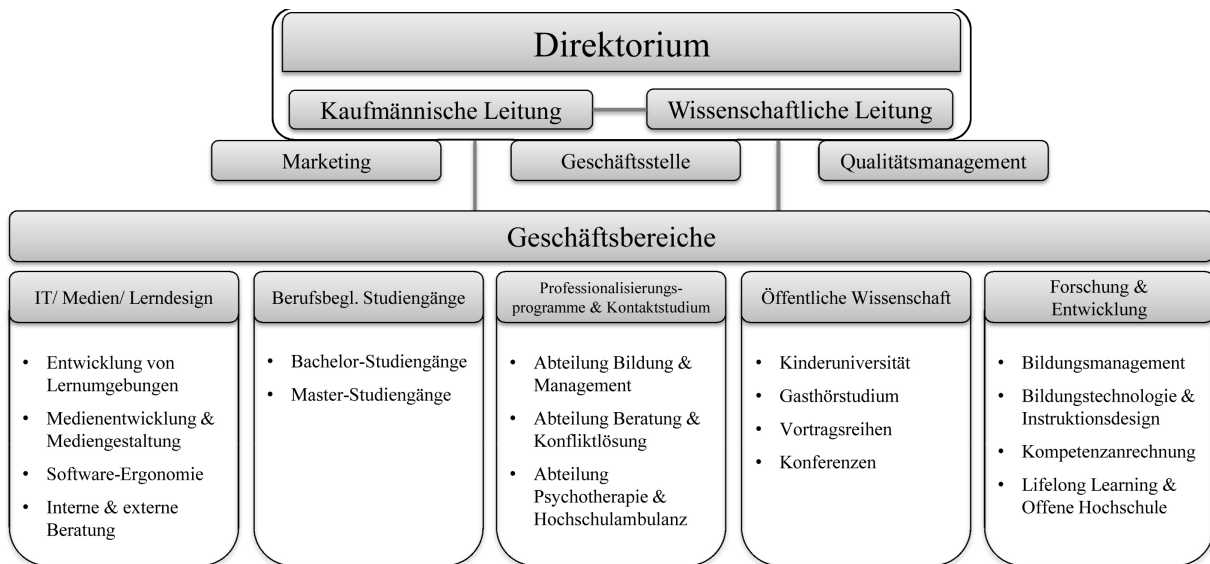 Direktorium
Kaufmännische Leitung
Wissenschaftliche Leitung
Marketing
Geschäftsstelle
Qualitätsmanagement
Geschäftsbereiche
IT/ Medien/ Lerndesign
• Entwicklung von
Lernumgebungen
• Medienentwicklung &
Mediengestaltung
• Software-Ergonomie
• Interne & externe
Beratung
Berufsbegl. Studiengänge
• Bachelor-Studiengänge
• Master-Studiengänge
Professionalisierungs-
programme & Kontaktstudium
• Abteilung Bildung &
Management
• Abteilung Beratung &
Konfliktlösung
• Abteilung
Psychotherapie &
Hochschulambulanz
Öffentliche Wissenschaft
• Kinderuniversität
• Gasthörstudium
• Vortragsreihen
• Konferenzen
Forschung &
Entwicklung
• Bildungsmanagement
• Bildungstechnologie &
Instruktionsdesign
• Kompetenzanrechnung
• Lifelong Learning &
Offene Hochschule